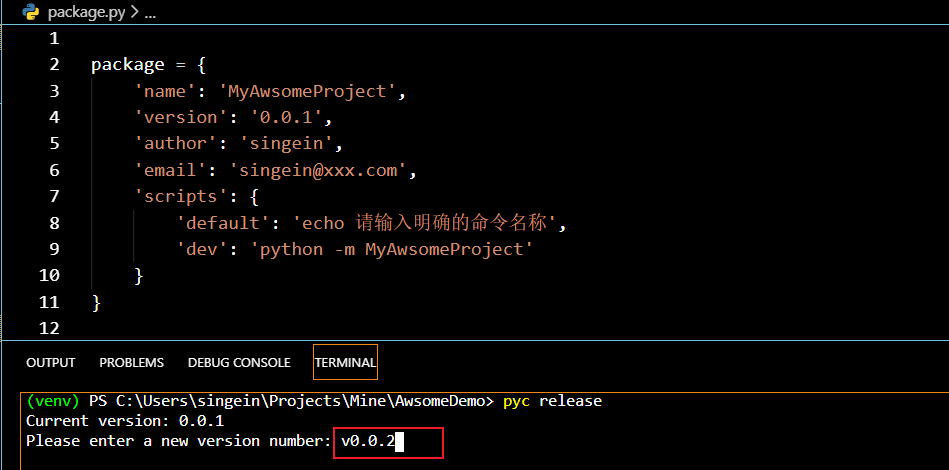 package.py > ...
1
2 package = {
3 'name': 'MyAwsomeProject',
4 'version': '0.0.1',
5 'author': 'singein',
6 'email': 'singein@xxx.com',
7 'scripts': {
8 'default': 'echo 请输入明确的命令名称',
9 'dev': 'python -m MyAwsomeProject'
10 }
11 }
12
OUTPUT PROBLEMS DEBUG CONSOLE TERMINAL
(venv) PS C:\Users\singein\Projects\Mine\AwsomeDemo> pyc release
Current version: 0.0.1
Please enter a new version number: v0.0.2